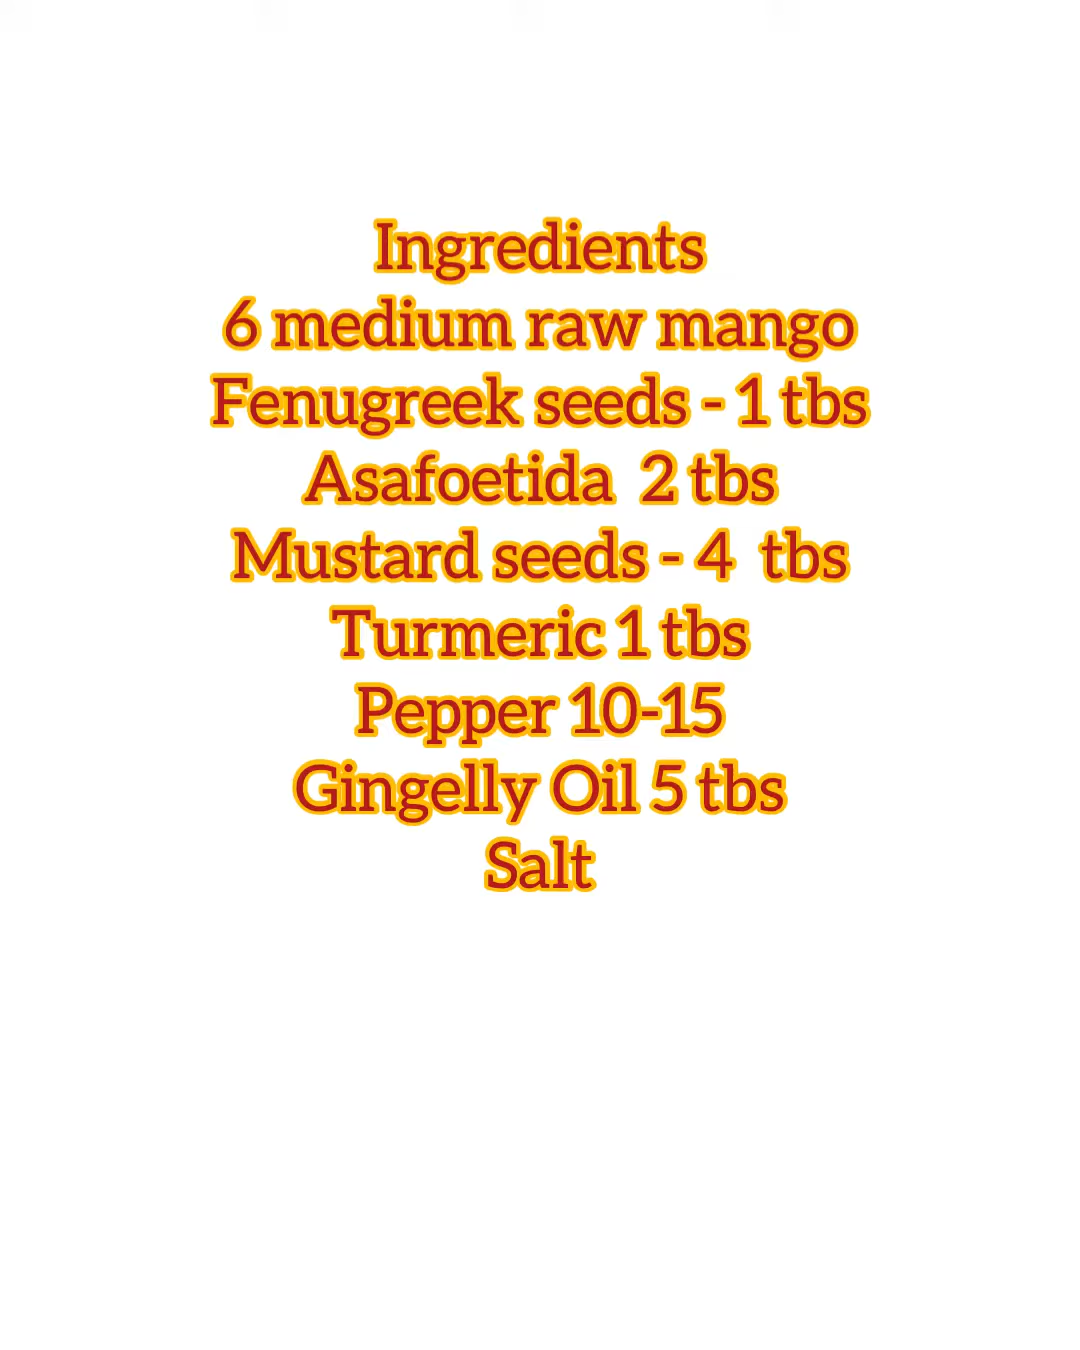 Ingredients
6 medium raw mango
Fenugreek seeds - 1 tbs
Asafoetida  2 tbs
Mustard seeds - 4  tbs
Turmeric 1 tbs
Pepper 10-15
Gingelly Oil 5 tbs
Salt